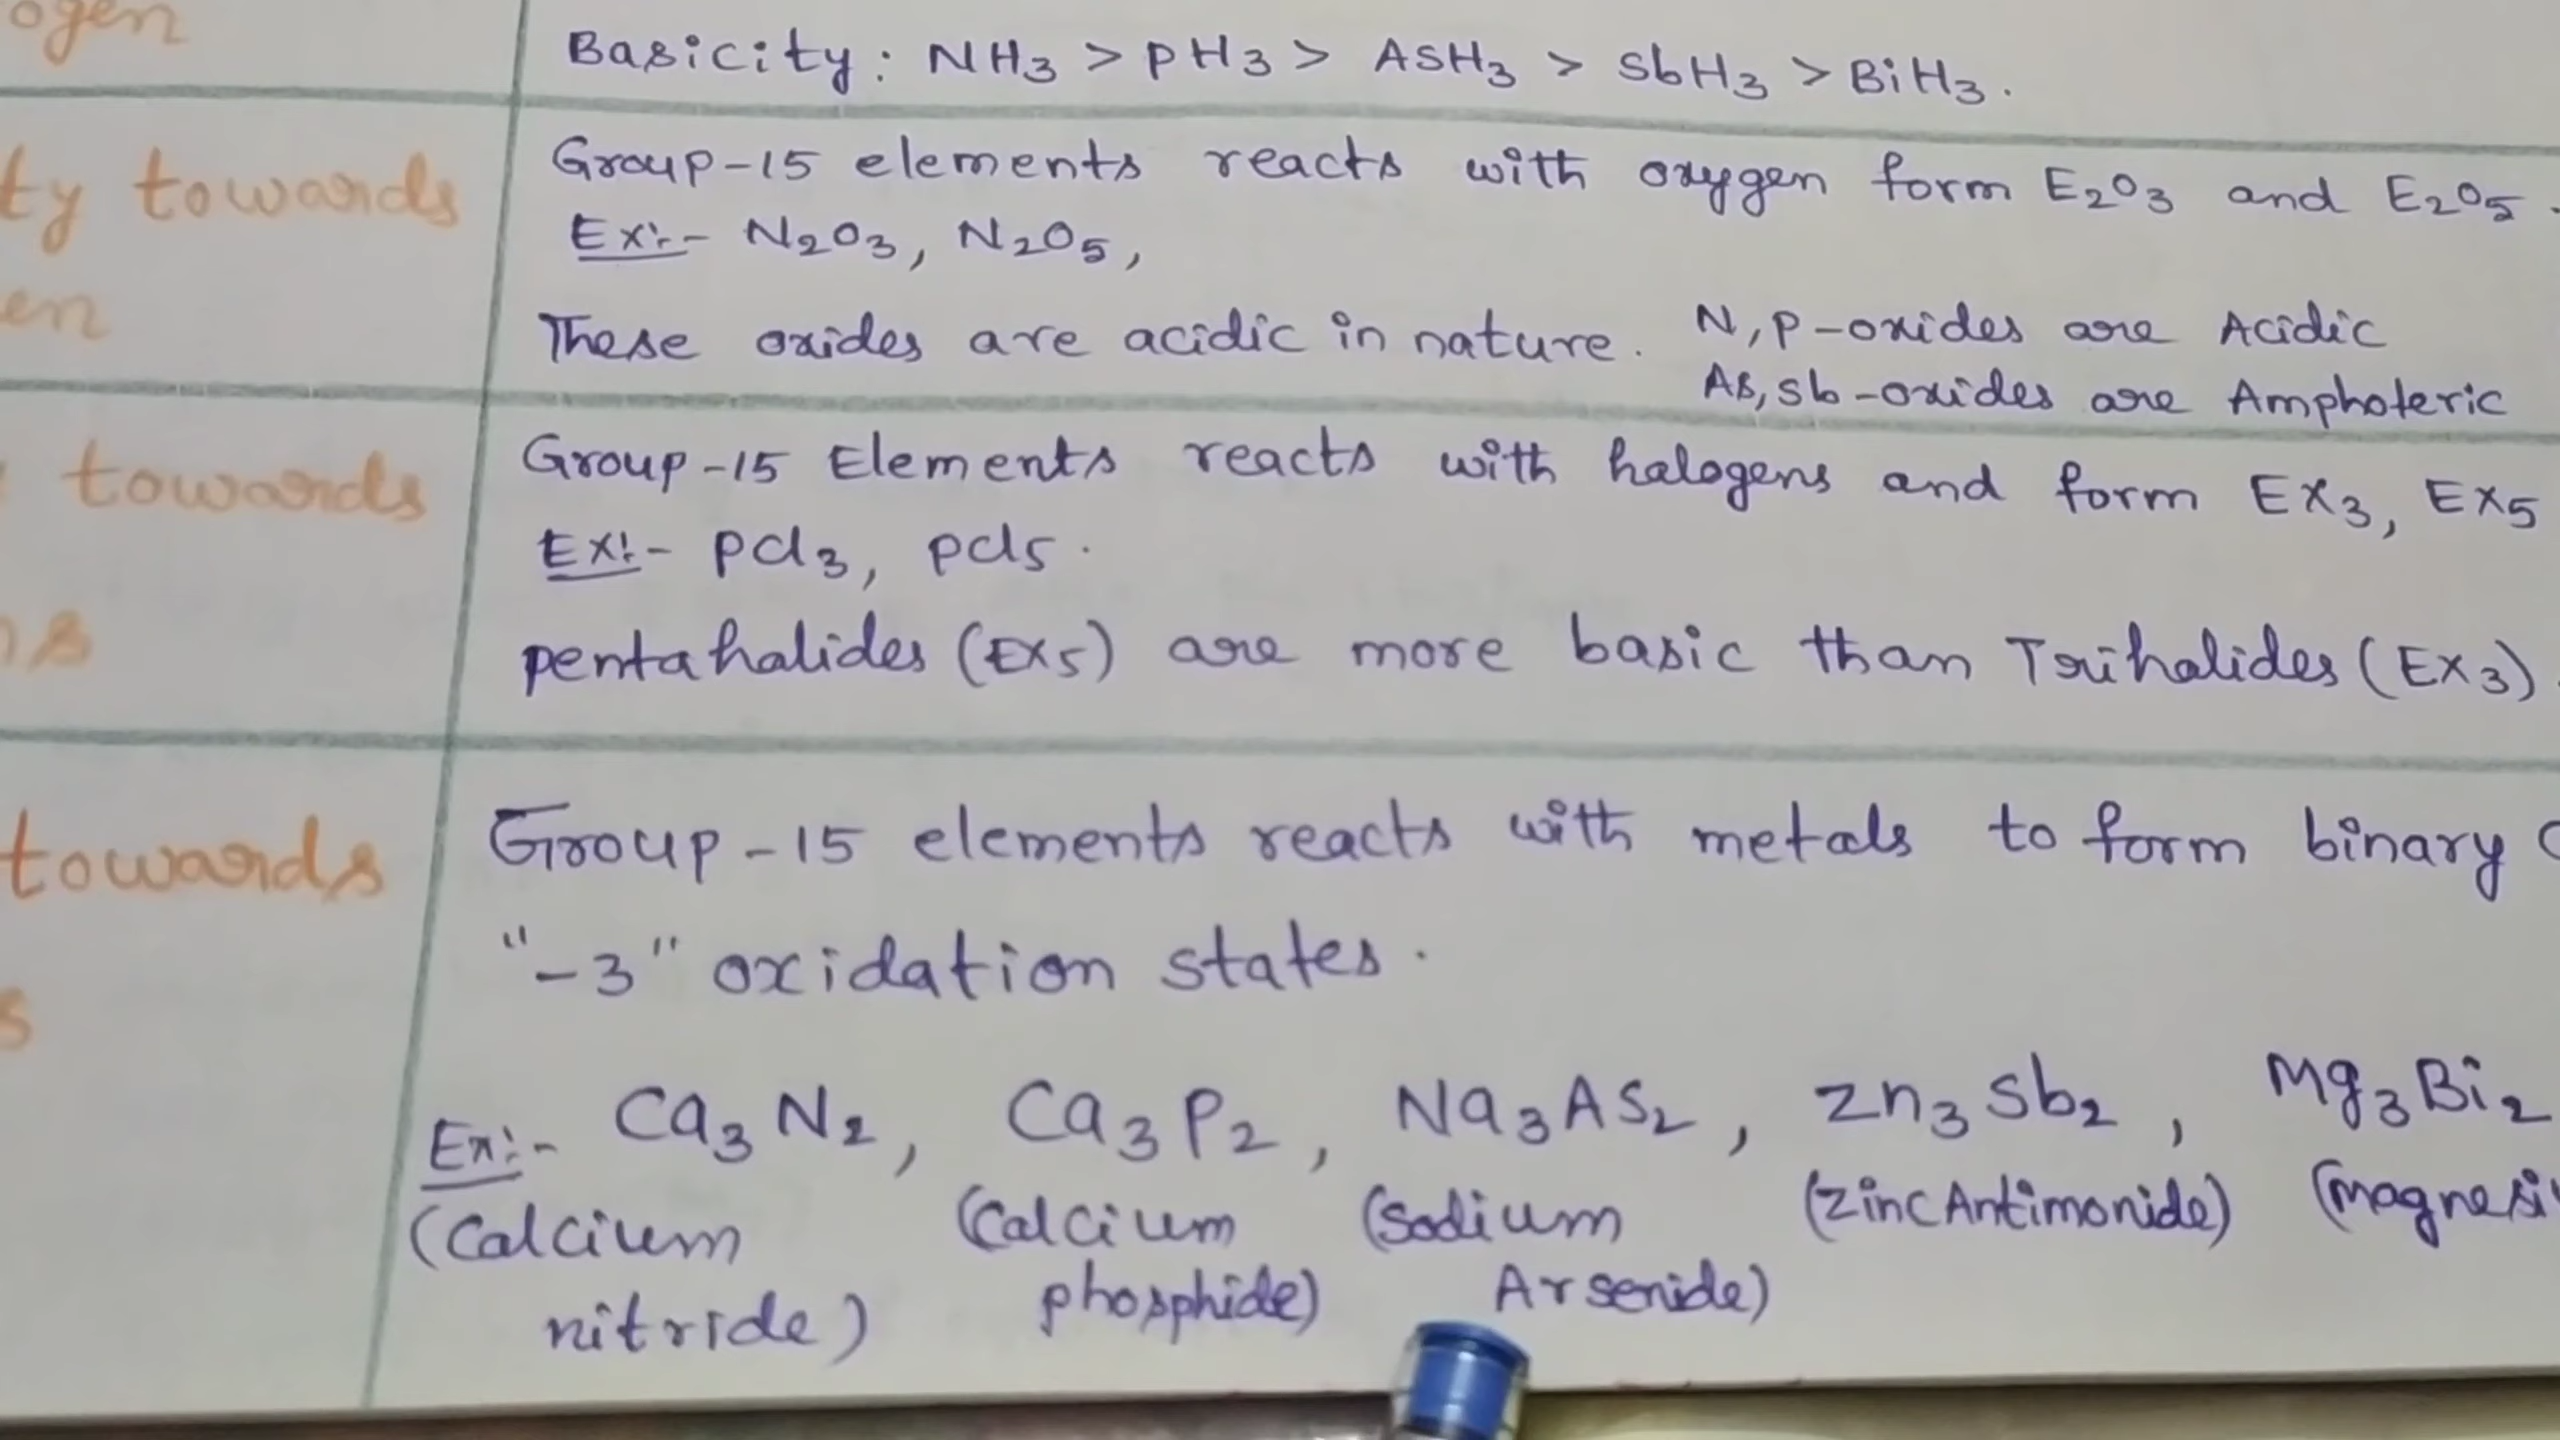 ogen
Basicity: NH3 > PH3 > ASH3 > SbH3 > BiH3.
ty towards
en
Group-15 elements reacts with oxygen form E2O3 and E2O5.
Ex:- N2O3, N2O5,
These oxides are acidic in nature. N, P-oxides are Acidic
As, Sb-oxides are Amphoteric
towards
ns
Group-15 Elements reacts with halogens and form EX3, EX5
Ex:- PCl3, PCl5.
pentahalides (EX5) are more basic than Trihalides (EX3).
towards
s
Group-15 elements reacts with metals to form binary
"-3" oxidation states.
Ex:- Ca3N2, Ca3P2, Na3AS2, Zn3Sb2, Mg3Bi2
(Calcium (Calcium (Sodium (zinc Antimonide) (magnesi
nitride) phosphide) Arsenide)